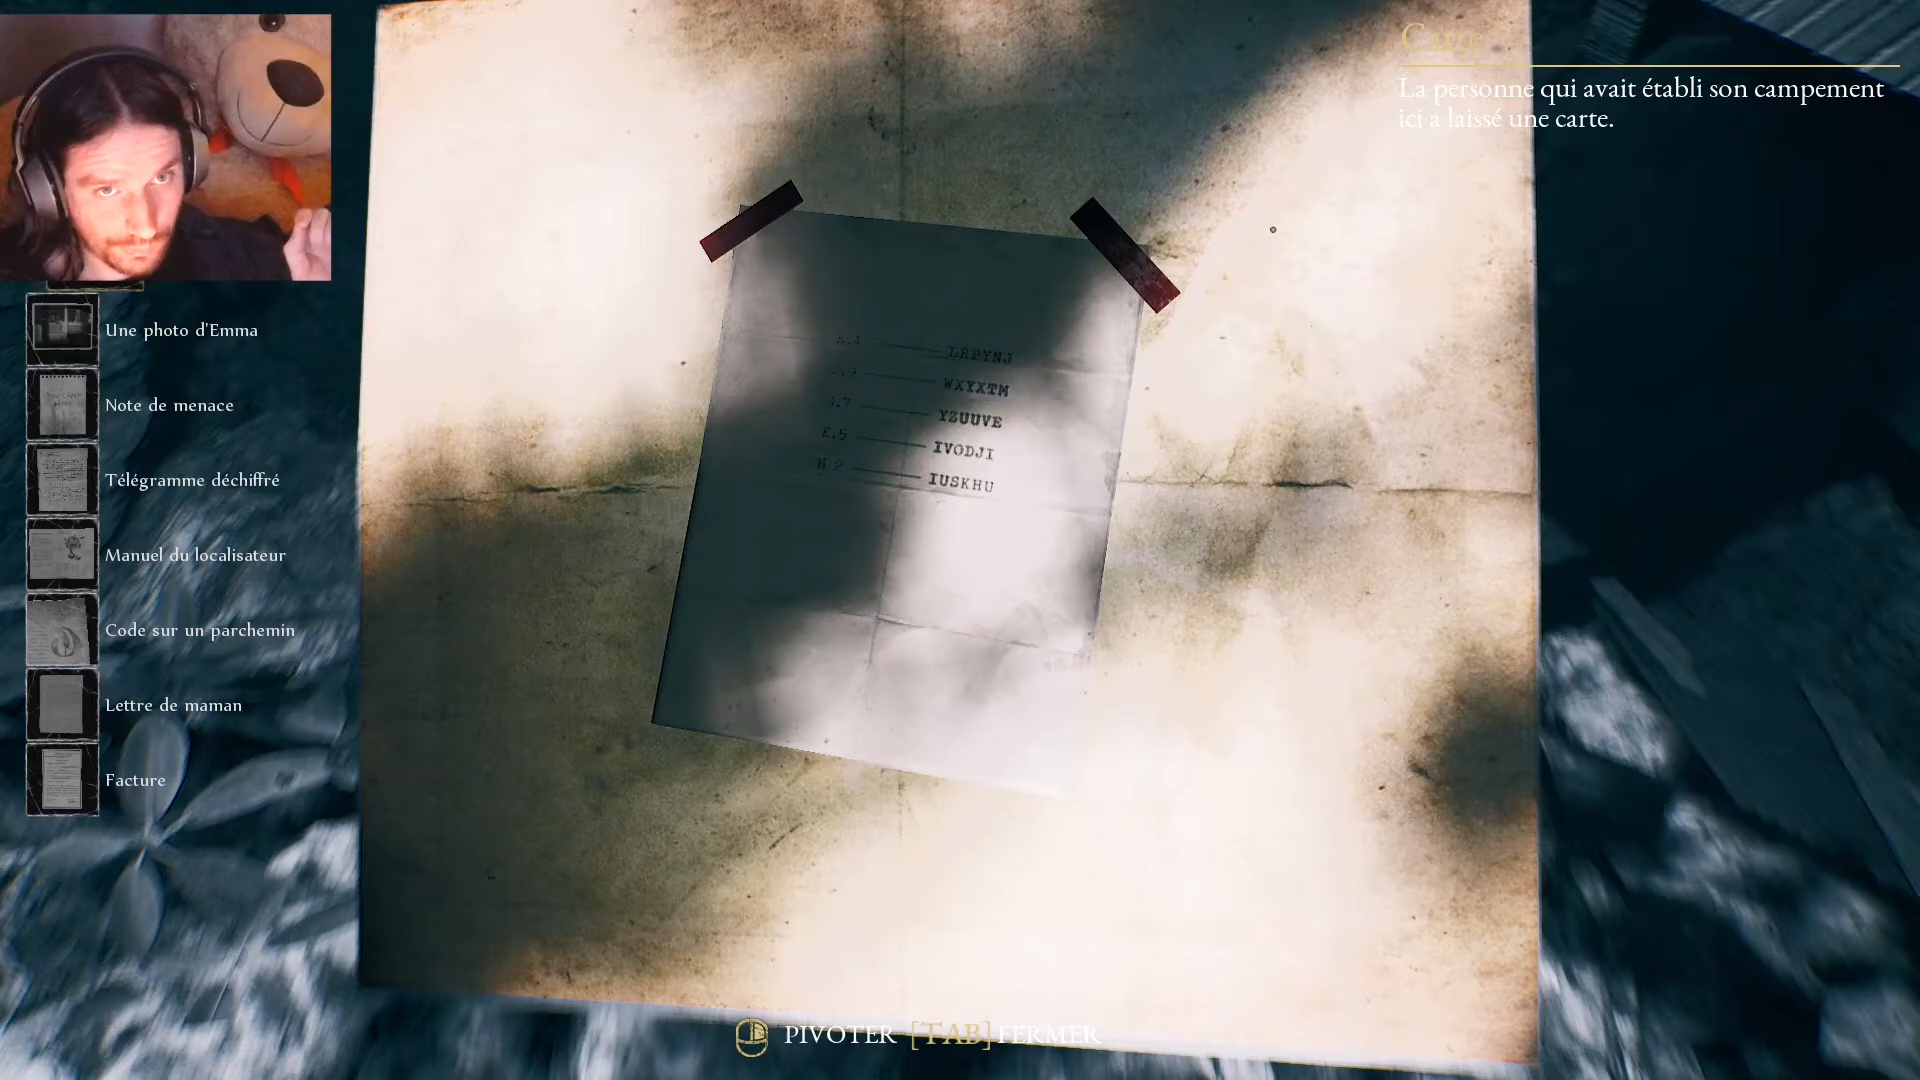 Carte
La personne qui avait établi son campement
ici a laissé une carte.
LRPYNJ
WXYXTM
YZUUVE
K.5 IVODJI
H.2 IUSKHU
Une photo d'Emma
Note de menace
Télégramme déchiffré
Manuel du localisateur
Code sur un parchemin
Lettre de maman
Facture
PIVOTER [TAB] FERMER